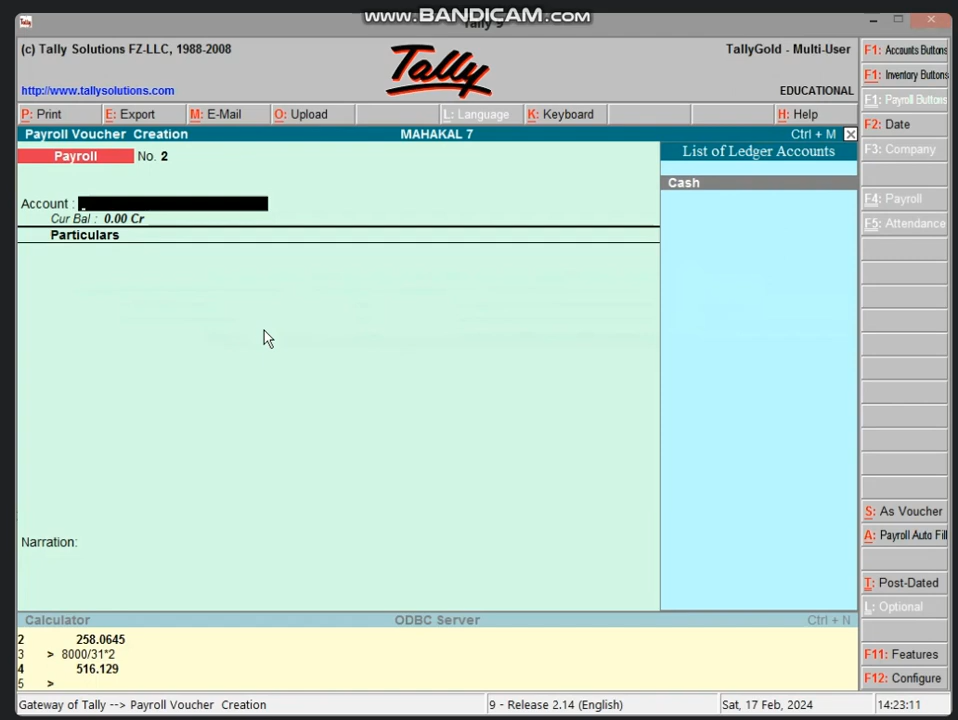 www.BANDICAM.com
Tally 9
(c) Tally Solutions FZ-LLC, 1988-2008
Tally
TallyGold - Multi-User
http://www.tallysolutions.com
EDUCATIONAL
P: Print E: Export M: E-Mail O: Upload L: Language K: Keyboard H: Help
Payroll Voucher Creation MAHAKAL 7 Ctrl + M
Payroll No. 2
Account :
Cur Bal : 0.00 Cr
Particulars
Narration:
List of Ledger Accounts
Cash
F1: Accounts Buttons
F1: Inventory Buttons
F1: Payroll Buttons
F2: Date
F3: Company
F4: Payroll
F5: Attendance
S: As Voucher
A: Payroll Auto Fill
T: Post-Dated
L: Optional
F11: Features
F12: Configure
Calculator ODBC Server Ctrl + N
2 258.0645
3 > 8000/31*2
4 516.129
5 >
Gateway of Tally --> Payroll Voucher Creation 9 - Release 2.14 (English) Sat, 17 Feb, 2024 14:23:11